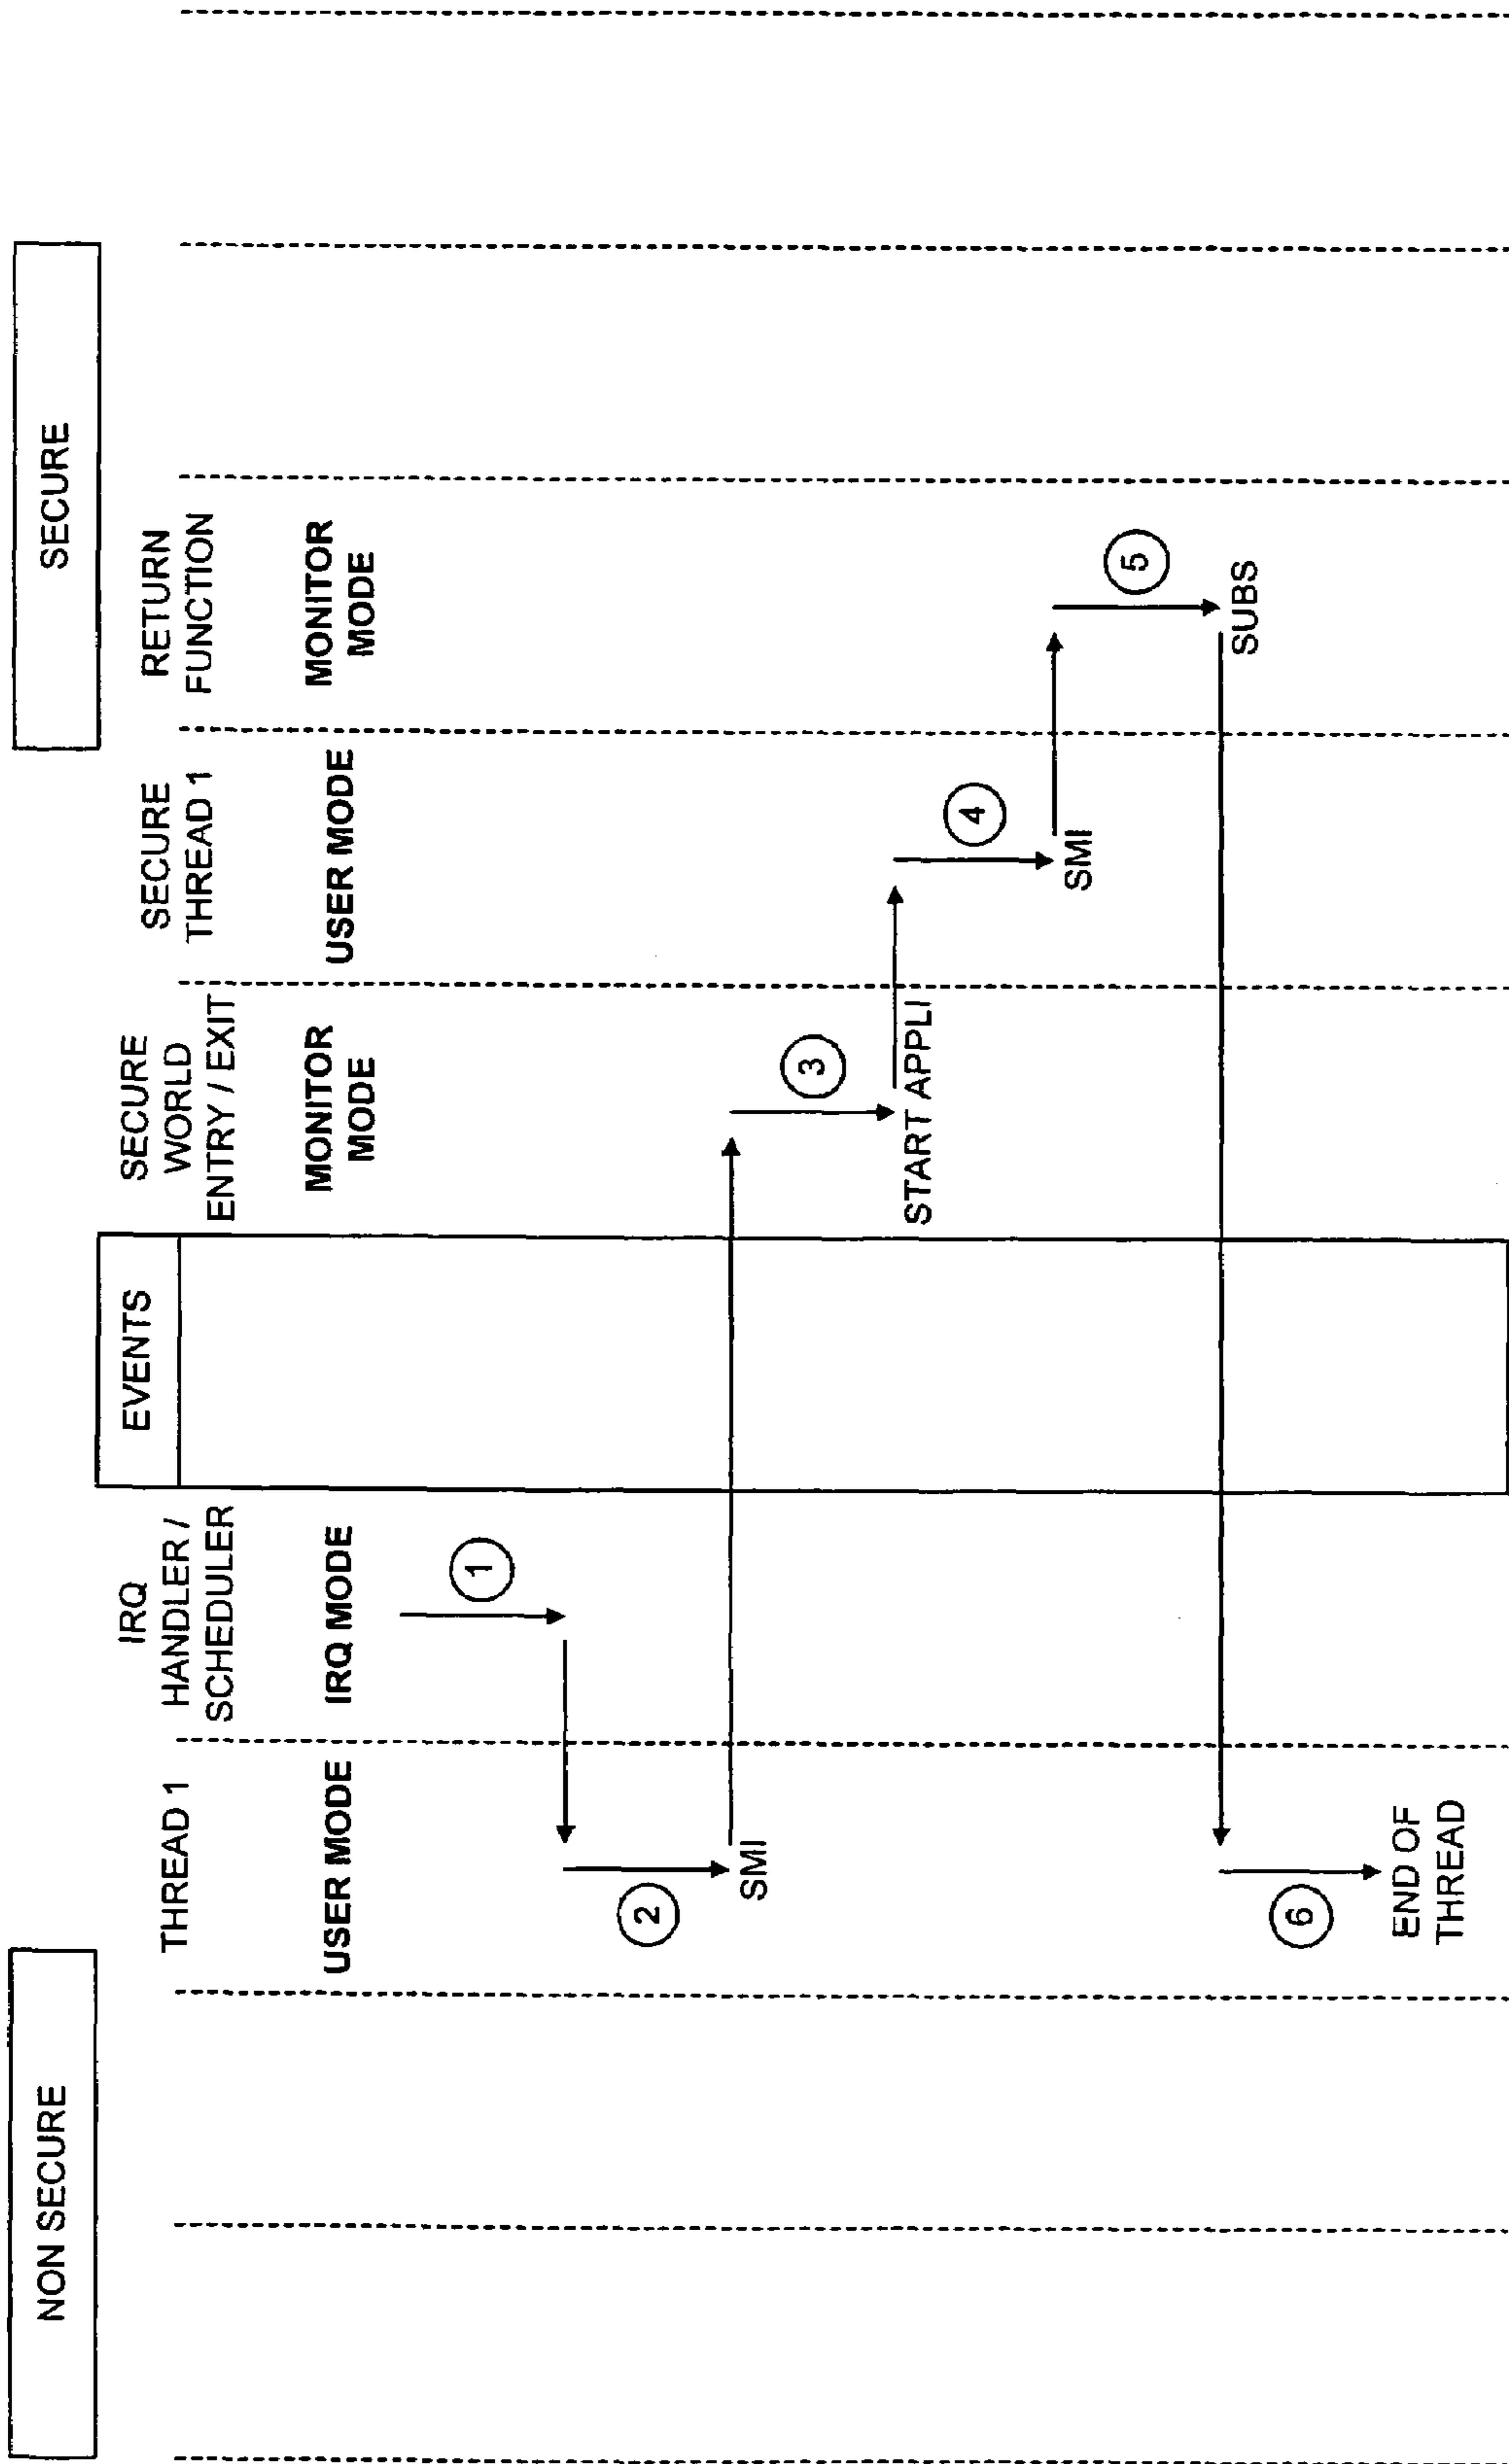 NON SECURE
SECURE
THREAD 1
IRQ
HANDLER /
SCHEDULER
EVENTS
SECURE
WORLD
ENTRY / EXIT
SECURE
THREAD 1
RETURN
FUNCTION
USER MODE
IRQ MODE
MONITOR
MODE
USER MODE
MONITOR
MODE
1
2
SMI
3
START APPLI
4
SMI
5
SUBS
6
END OF
THREAD